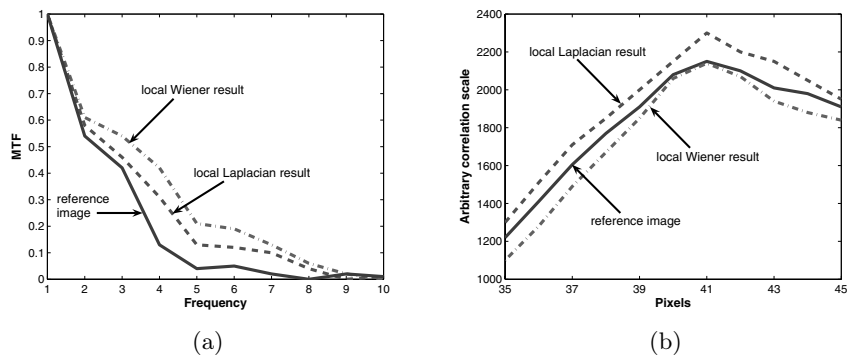 1
0.9
0.8
0.7
0.6
0.5
0.4
0.3
0.2
0.1
0
MTF
local Wiener result
local Laplacian result
reference
image
1 2 3 4 5 6 7 8 9 10
Frequency
(a)
2400
2200
2000
1800
1600
1400
1200
1000
Arbitrary correlation scale
local Laplacian result
local Wiener result
reference image
35 37 39 41 43 45
Pixels
(b)